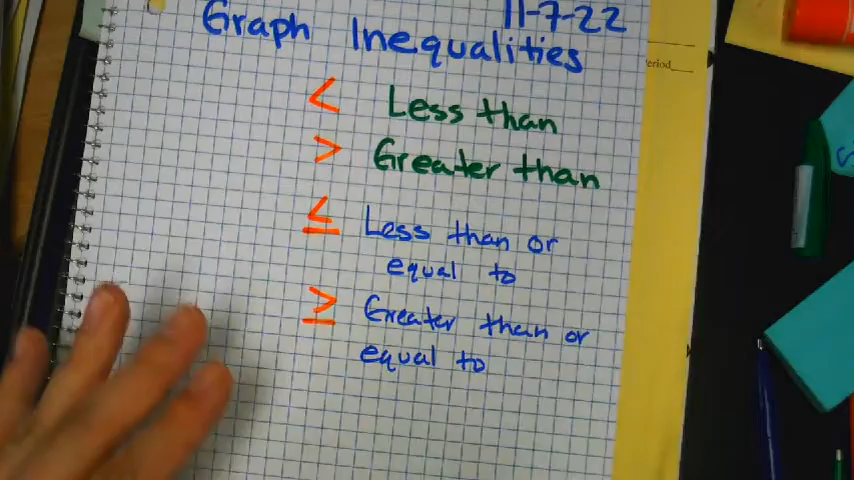 11-7-22
Graph Inequalities
< Less than
> Greater than
≤ Less than or
equal to
≥ Greater than or
equal to